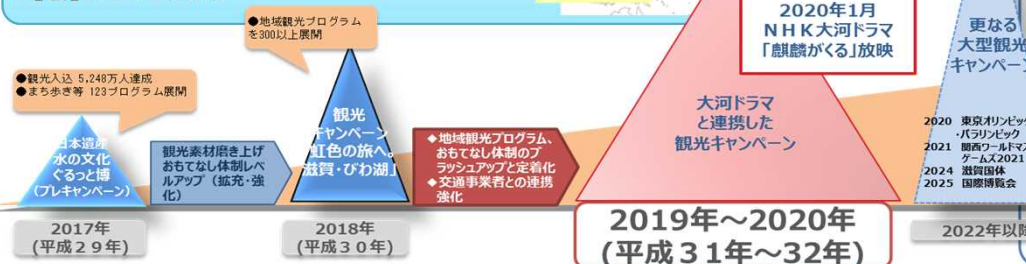 ●地域観光プログラム
を300以上展開
●観光入込 5,248万人達成
●まち歩き等 123プログラム展開
日本遺産
水の文化
ぐるっと博
(プレキャンペーン)
観光素材磨き上げ
おもてなし体制レベ
ルアップ（拡充・強
化）
観光
キャンペーン
「虹色の旅へ。
滋賀・びわ湖」
◆地域観光プログラム、
おもてなし体制のブ
ラッシュアップと定着化
◆交通事業者との連携
強化
2020年1月
ＮＨＫ大河ドラマ
「麒麟がくる」放映
大河ドラマ
と連携した
観光キャンペーン
更なる
大型観光
キャンペーン
2020 東京オリンピック
・パラリンピック
2021 関西ワールドマス
ゲームズ2021
2024 滋賀国体
2025 国際博覧会
2017年
(平成２９年)
2018年
(平成３０年)
2019年～2020年
(平成３１年～32年)
2022年以降